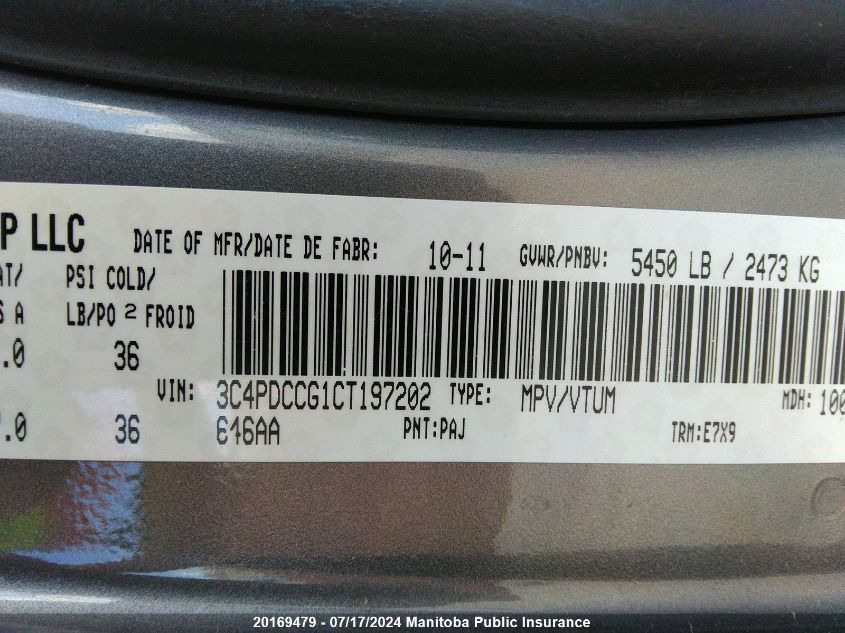 P LLC DATE OF MFR/DATE DE FABR: 10-11 GVWR/PNBV: 5450 LB / 2473 KG
AT/ PSI COLD/
A LB/PO 2 FROID
.0 36
VIN: 3C4PDCCG1CT197202 TYPE: MPV/VTUM MDH: 100
.0 36 646AA PNT:PAJ TRM:E7X9
20169479 - 07/17/2024 Manitoba Public Insurance